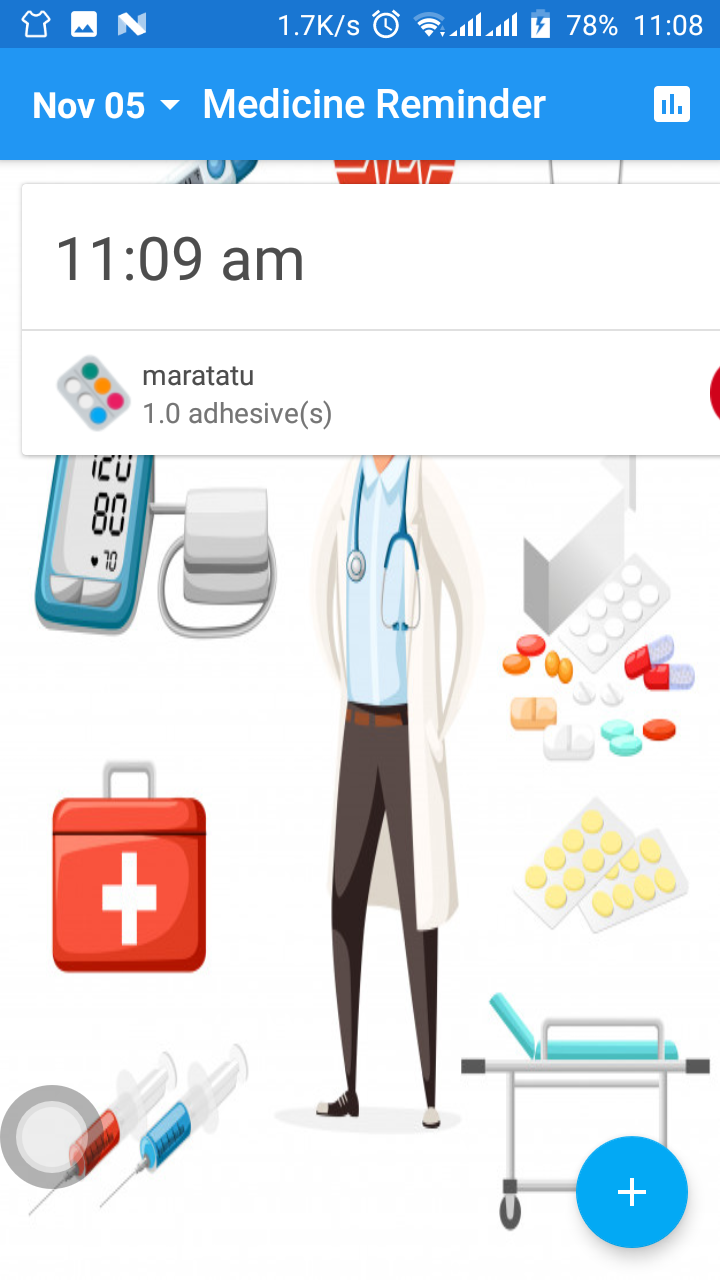 1.7K/s 78% 11:08
Nov 05 Medicine Reminder
11:09 am
maratatu
1.0 adhesive(s)
120
80
70